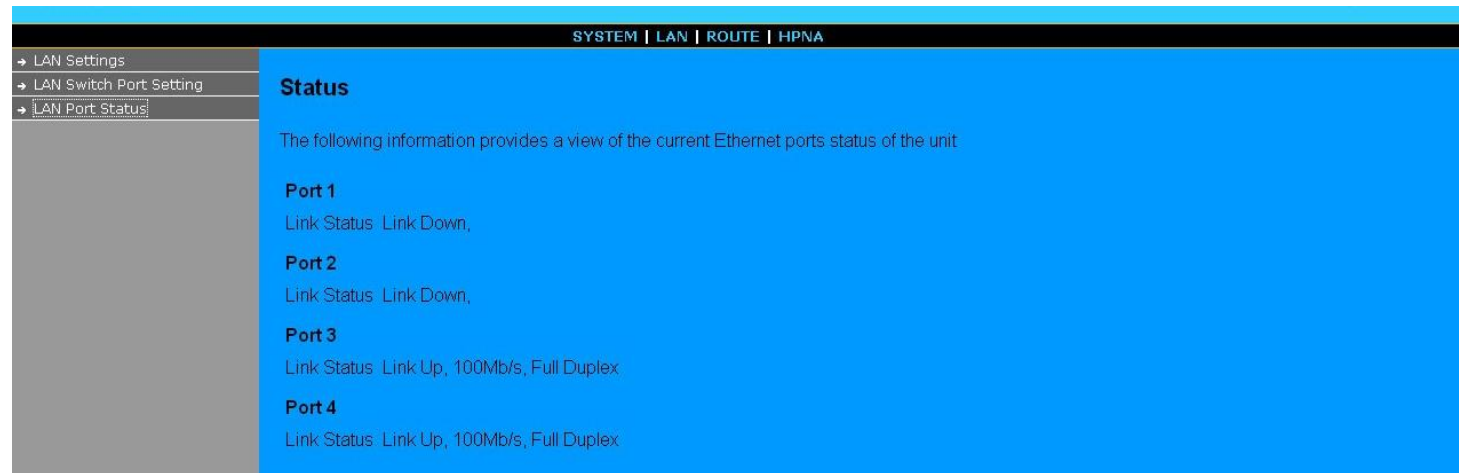 SYSTEM | LAN | ROUTE | HPNA
→ LAN Settings
→ LAN Switch Port Setting
→ LAN Port Status
Status
The following information provides a view of the current Ethernet ports status of the unit
Port 1
Link Status Link Down,
Port 2
Link Status Link Down,
Port 3
Link Status Link Up, 100Mb/s, Full Duplex
Port 4
Link Status Link Up, 100Mb/s, Full Duplex